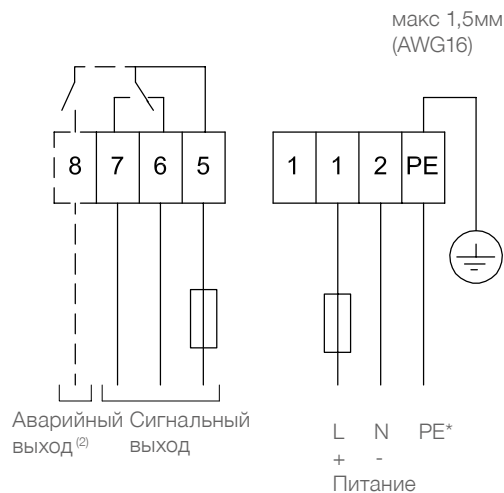 макс 1,5мм
(AWG16)
8 7 6 5 1 1 2 PE
Аварийный Сигнальный
выход (2) выход
L N PE*
+ -
Питание